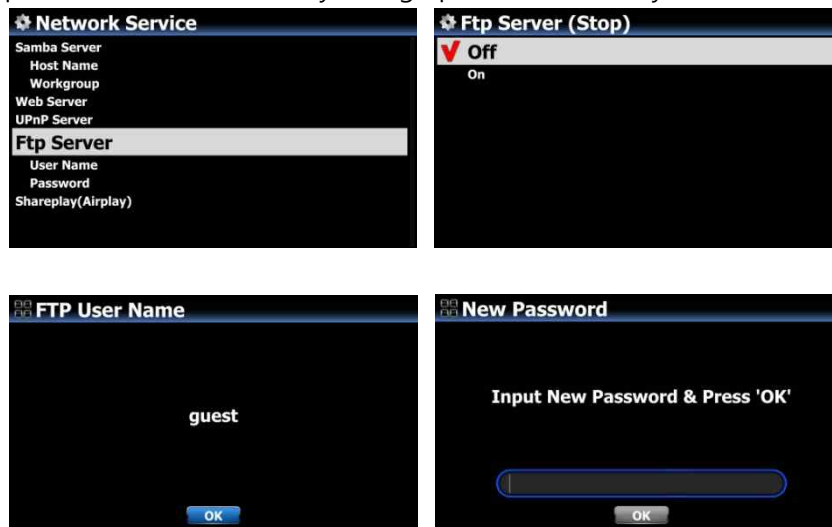 Network Service
Samba Server
Host Name
Workgroup
Web Server
UPnP Server
Ftp Server
User Name
Password
Shareplay(Airplay)
Ftp Server (Stop)
Off
On
FTP User Name
guest
OK
New Password
Input New Password & Press 'OK'
OK